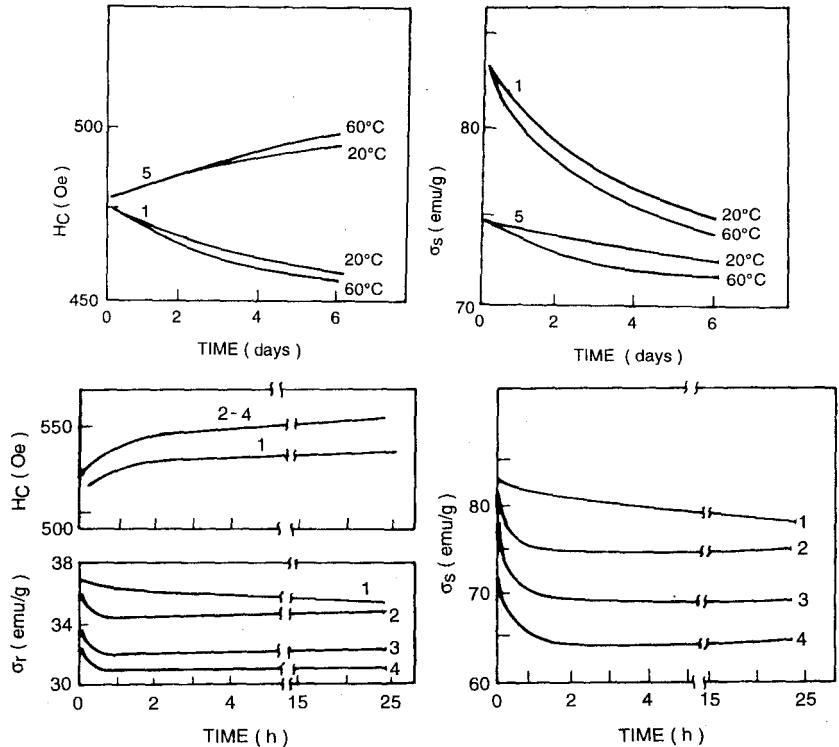 H_C ( Oe )
500
450
5
1
60°C
20°C
20°C
60°C
0 2 4 6
TIME ( days )
σ_s ( emu/g )
80
70
1
5
20°C
60°C
20°C
60°C
0 2 4 6
TIME ( days )
H_C ( Oe )
550
500
2-4
1
σ_r ( emu/g )
38
34
30
1
2
3
4
0 2 4 15 25
TIME ( h )
σ_s ( emu/g )
80
70
60
1
2
3
4
0 2 4 15 25
TIME ( h )